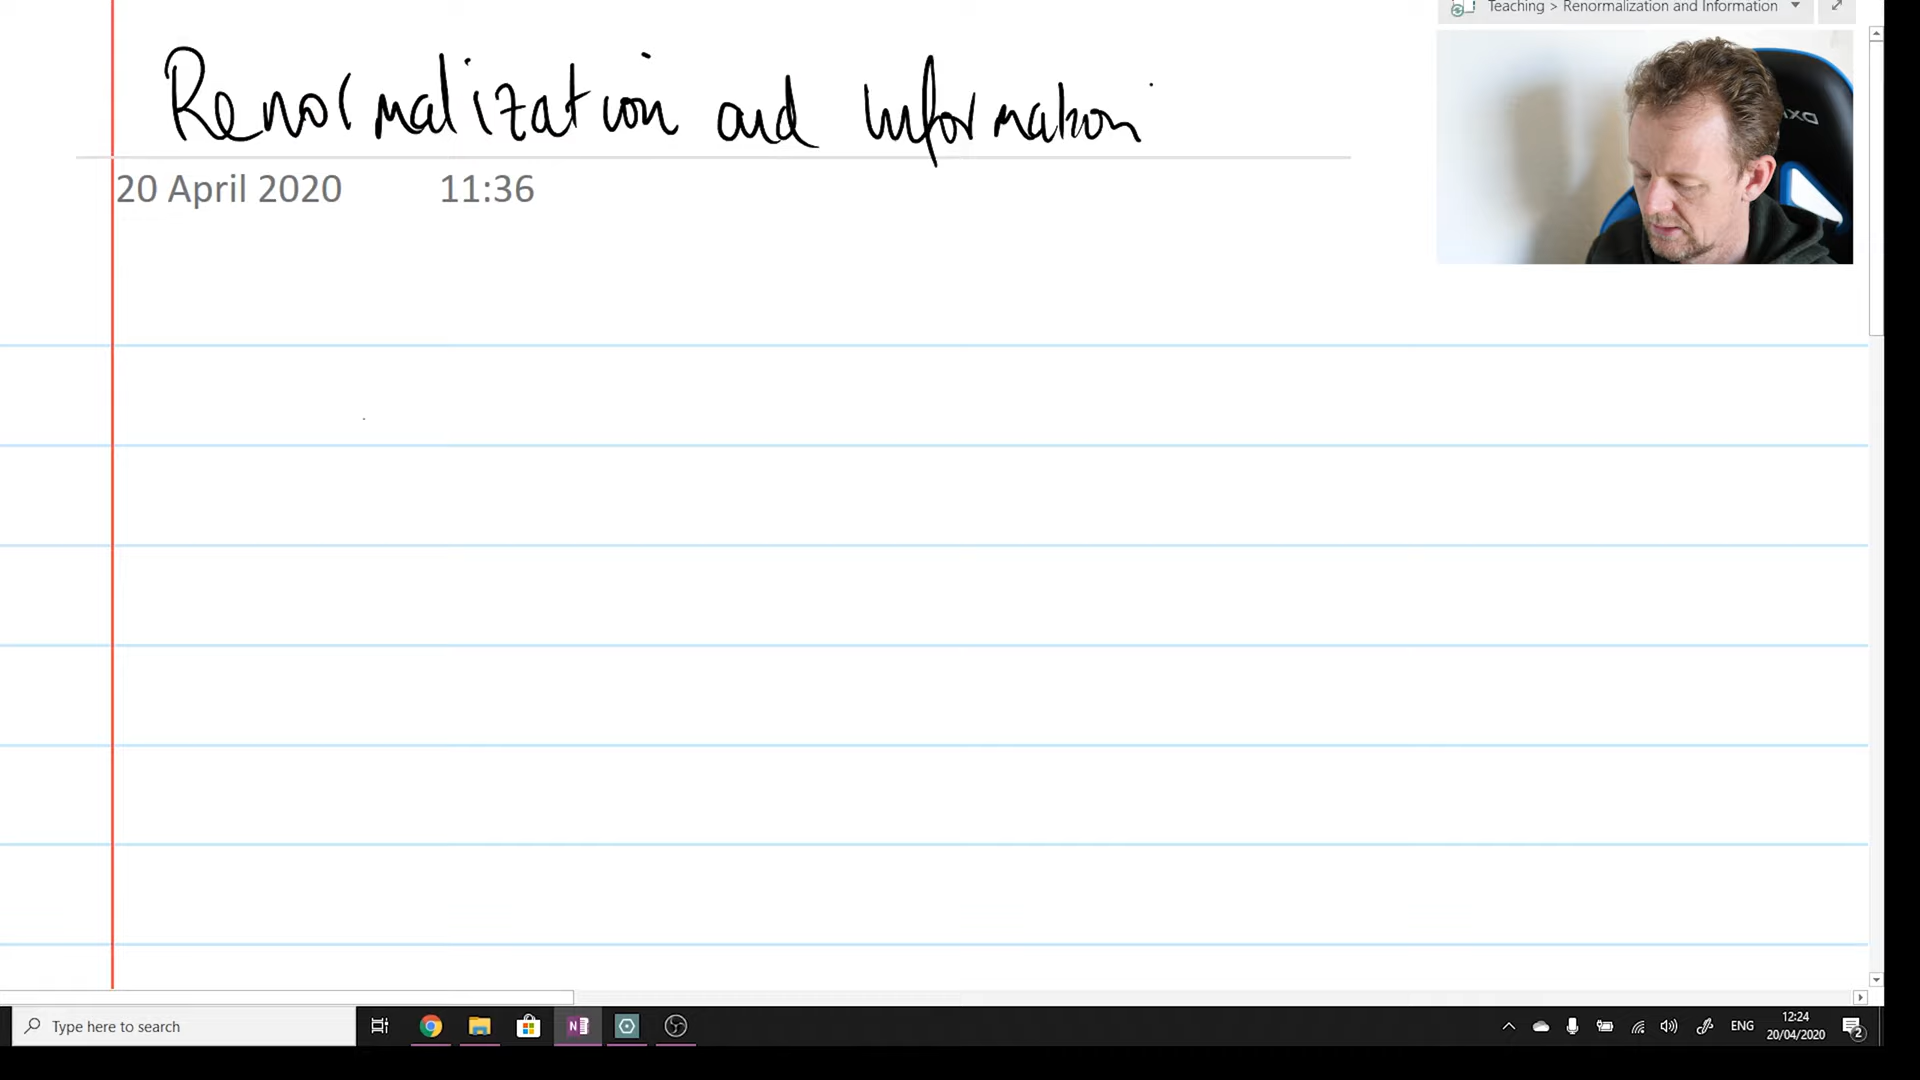 Teaching > Renormalization and Information
Renormalization and Information
20 April 2020 11:36
Type here to search
ENG
12:24
20/04/2020
2